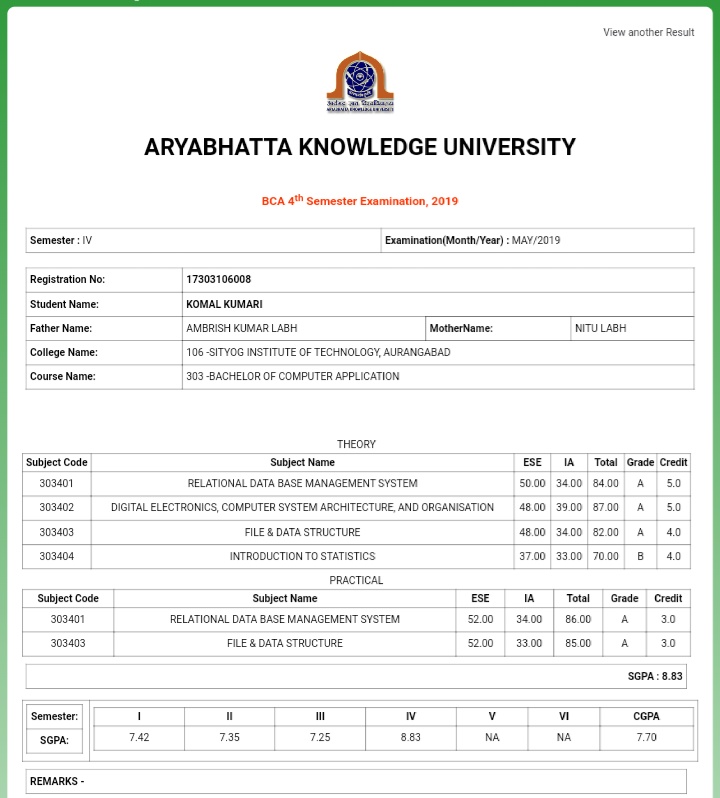 View another Result
ARYABHATTA KNOWLEDGE UNIVERSITY
BCA 4th Semester Examination, 2019
Semester : IV Examination(Month/Year) : MAY/2019
Registration No: 17303106008
Student Name: KOMAL KUMARI
Father Name: AMBRISH KUMAR LABH MotherName: NITU LABH
College Name: 106 -SITYOG INSTITUTE OF TECHNOLOGY, AURANGABAD
Course Name: 303 -BACHELOR OF COMPUTER APPLICATION
THEORY
Subject Code Subject Name ESE IA Total Grade Credit
303401 RELATIONAL DATA BASE MANAGEMENT SYSTEM 50.00 34.00 84.00 A 5.0
303402 DIGITAL ELECTRONICS, COMPUTER SYSTEM ARCHITECTURE, AND ORGANISATION 48.00 39.00 87.00 A 5.0
303403 FILE & DATA STRUCTURE 48.00 34.00 82.00 A 4.0
303404 INTRODUCTION TO STATISTICS 37.00 33.00 70.00 B 4.0
PRACTICAL
Subject Code Subject Name ESE IA Total Grade Credit
303401 RELATIONAL DATA BASE MANAGEMENT SYSTEM 52.00 34.00 86.00 A 3.0
303403 FILE & DATA STRUCTURE 52.00 33.00 85.00 A 3.0
SGPA : 8.83
Semester: I II III IV V VI CGPA
SGPA: 7.42 7.35 7.25 8.83 NA NA 7.70
REMARKS -